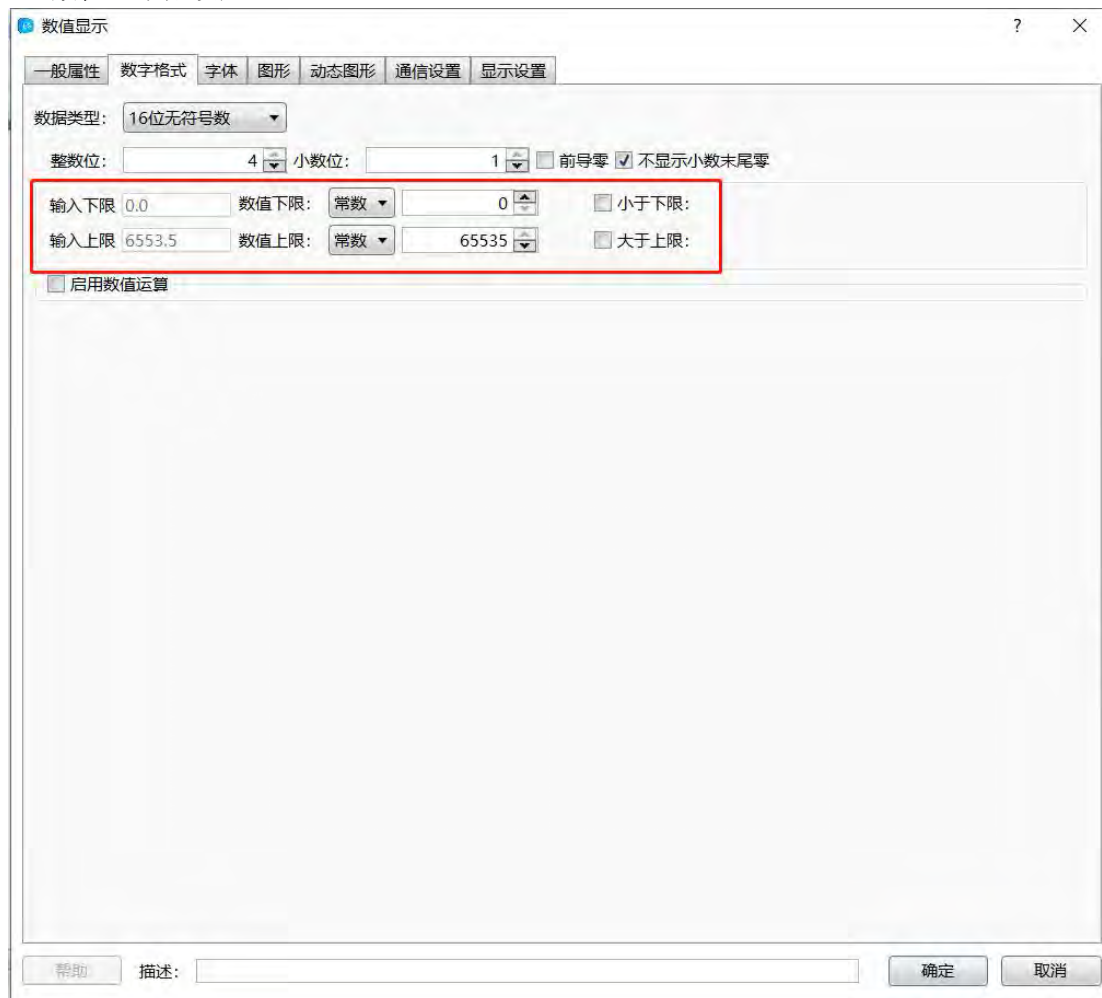 数值显示 ? ×
一般属性 数字格式 字体 图形 动态图形 通信设置 显示设置
数据类型: 16位无符号数
整数位: 4 小数位: 1 前导零 不显示小数末尾零
输入下限 0.0 数值下限: 常数 0 小于下限:
输入上限 6553.5 数值上限: 常数 65535 大于上限:
启用数值运算
帮助 描述: 确定 取消